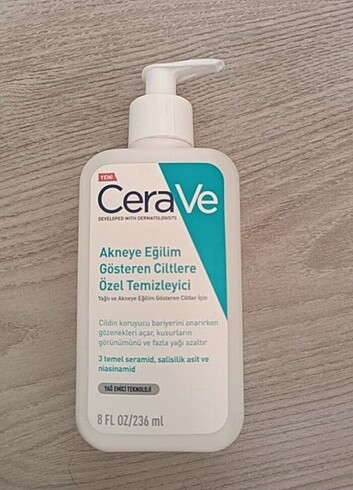 YENİ
CeraVe
DEVELOPED WITH DERMATOLOGISTS
Akneye Eğilim
Gösteren Ciltlere
Özel Temizleyici
Yağlı ve Akneye Eğilim Gösteren Ciltler İçin
Cildin koruyucu bariyerini onarırken
gözenekleri açar, kusurların
görünümünü ve fazla yağı azaltır
3 temel seramid, salisilik asit ve
niasinamid
YAĞ EMİCİ TEKNOLOJİ
8 FL OZ/236 ml